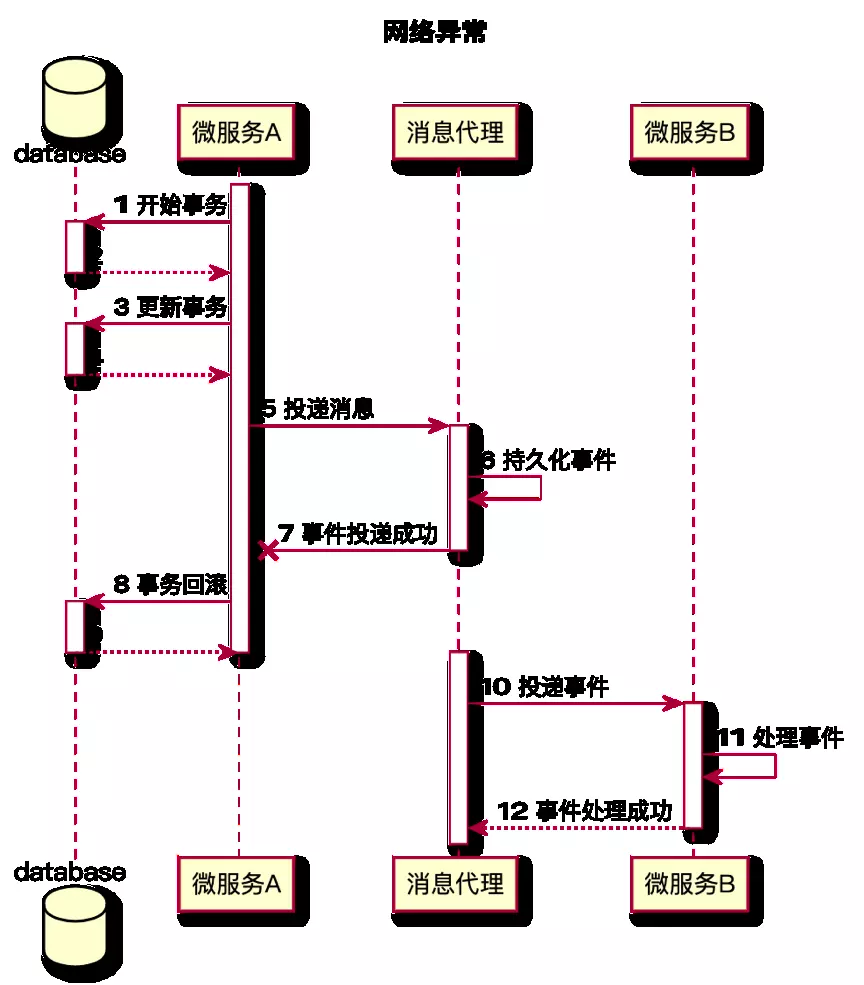 网络异常
database
微服务A
消息代理
微服务B
1 开始事务
2
3 更新事务
5 投递消息
6 持久化事件
7 事件投递成功
8 事务回滚
10 投递事件
11 处理事件
12 事件处理成功
database
微服务A
消息代理
微服务B